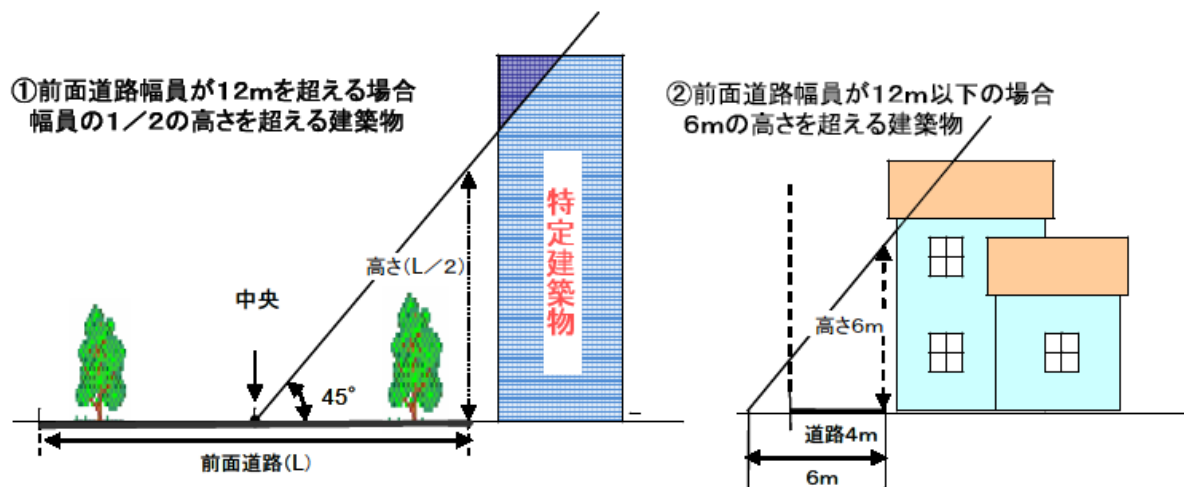 ①前面道路幅員が12mを超える場合
幅員の1／2の高さを超える建築物
特定建築物
高さ(L／2)
中央
45°
前面道路(L)
②前面道路幅員が12m以下の場合
6mの高さを超える建築物
高さ6m
道路4m
6m